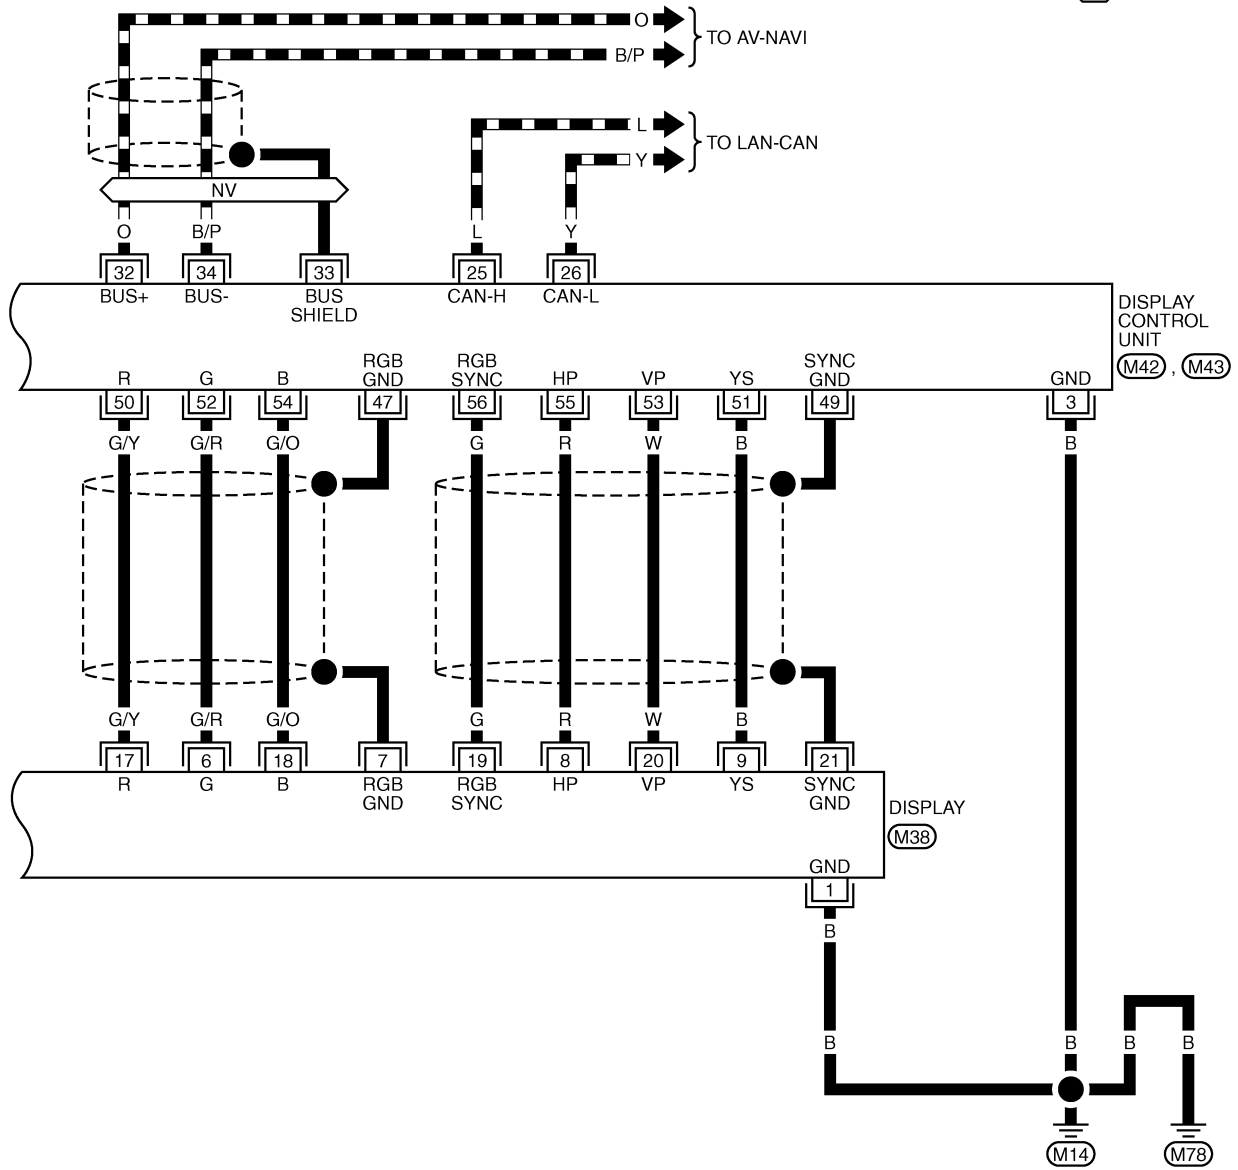 O
TO AV-NAVI
B/P
L
TO LAN-CAN
Y
NV
O B/P L Y
32 34 33 25 26
BUS+ BUS- BUS SHIELD CAN-H CAN-L
DISPLAY
CONTROL
UNIT
M42 , M43
R G B RGB GND RGB SYNC HP VP YS SYNC GND GND
50 52 54 47 56 55 53 51 49 3
G/Y G/R G/O G R W B B
G/Y G/R G/O G R W B
17 6 18 7 19 8 20 9 21
R G B RGB GND RGB SYNC HP VP YS SYNC GND
DISPLAY
M38
GND
1
B
B B B B
M14 M78